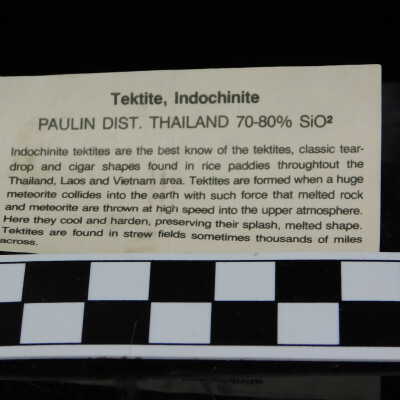 Tektite, Indochinite
PAULIN DIST. THAILAND 70-80% SiO²
Indochinite tektites are the best know of the tektites, classic tear-
drop and cigar shapes found in rice paddies throughtout the
Thailand, Laos and Vietnam area. Tektites are formed when a huge
meteorite collides into the earth with such force that melted rock
and meteorite are thrown at high speed into the upper atmosphere.
Here they cool and harden, preserving their splash, melted shape.
Tektites are found in strew fields sometimes thousands of miles
across.